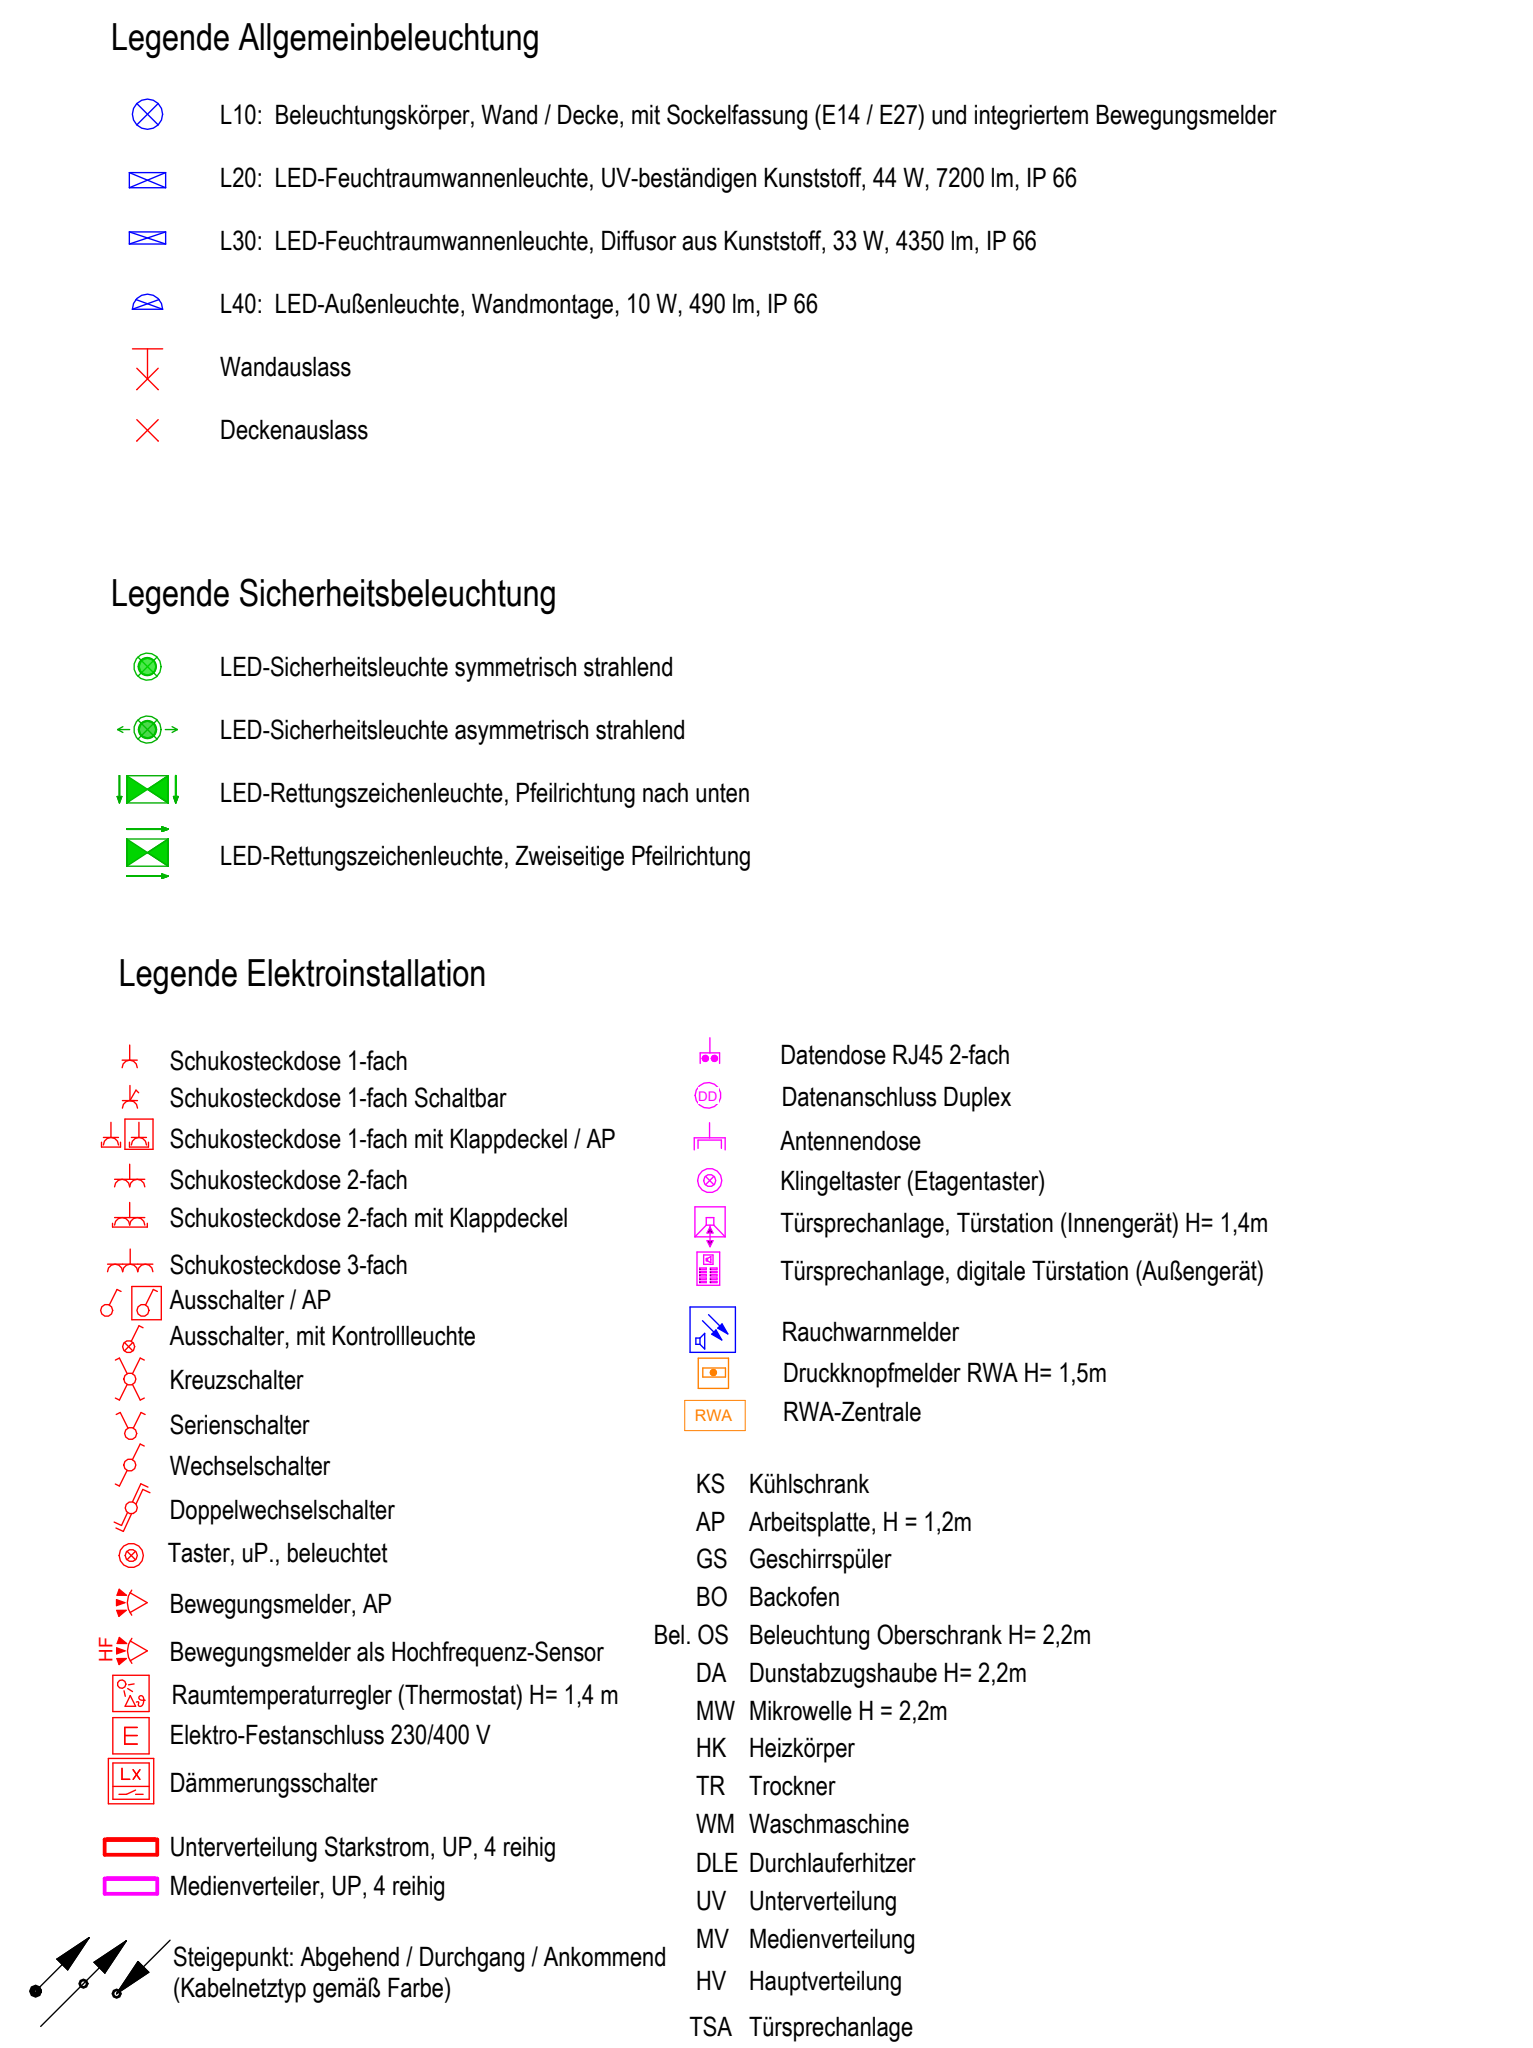 Legende Allgemeinbeleuchtung
L10: Beleuchtungskörper, Wand / Decke, mit Sockelfassung (E14 / E27) und integriertem Bewegungsmelder
L20: LED-Feuchtraumwannenleuchte, UV-beständigen Kunststoff, 44 W, 7200 lm, IP 66
L30: LED-Feuchtraumwannenleuchte, Diffusor aus Kunststoff, 33 W, 4350 lm, IP 66
L40: LED-Außenleuchte, Wandmontage, 10 W, 490 lm, IP 66
Wandauslass
Deckenauslass
Legende Sicherheitsbeleuchtung
LED-Sicherheitsleuchte symmetrisch strahlend
LED-Sicherheitsleuchte asymmetrisch strahlend
LED-Rettungszeichenleuchte, Pfeilrichtung nach unten
LED-Rettungszeichenleuchte, Zweiseitige Pfeilrichtung
Legende Elektroinstallation
Schukosteckdose 1-fach
Schukosteckdose 1-fach Schaltbar
Schukosteckdose 1-fach mit Klappdeckel / AP
Schukosteckdose 2-fach
Schukosteckdose 2-fach mit Klappdeckel
Schukosteckdose 3-fach
Ausschalter / AP
Ausschalter, mit Kontrollleuchte
Kreuzschalter
Serienschalter
Wechselschalter
Doppelwechselschalter
Taster, uP., beleuchtet
Bewegungsmelder, AP
HF Bewegungsmelder als Hochfrequenz-Sensor
Δϑ Raumtemperaturregler (Thermostat) H= 1,4 m
E Elektro-Festanschluss 230/400 V
Lx Dämmerungsschalter
Unterverteilung Starkstrom, UP, 4 reihig
Medienverteiler, UP, 4 reihig
Steigepunkt: Abgehend / Durchgang / Ankommend
(Kabelnetztyp gemäß Farbe)
Datendose RJ45 2-fach
DD Datenanschluss Duplex
Antennendose
Klingeltaster (Etagentaster)
Türsprechanlage, Türstation (Innengerät) H= 1,4m
Türsprechanlage, digitale Türstation (Außengerät)
Rauchwarnmelder
Druckknopfmelder RWA H= 1,5m
RWA RWA-Zentrale
KS Kühlschrank
AP Arbeitsplatte, H = 1,2m
GS Geschirrspüler
BO Backofen
Bel. OS Beleuchtung Oberschrank H= 2,2m
DA Dunstabzugshaube H= 2,2m
MW Mikrowelle H = 2,2m
HK Heizkörper
TR Trockner
WM Waschmaschine
DLE Durchlauferhitzer
UV Unterverteilung
MV Medienverteilung
HV Hauptverteilung
TSA Türsprechanlage